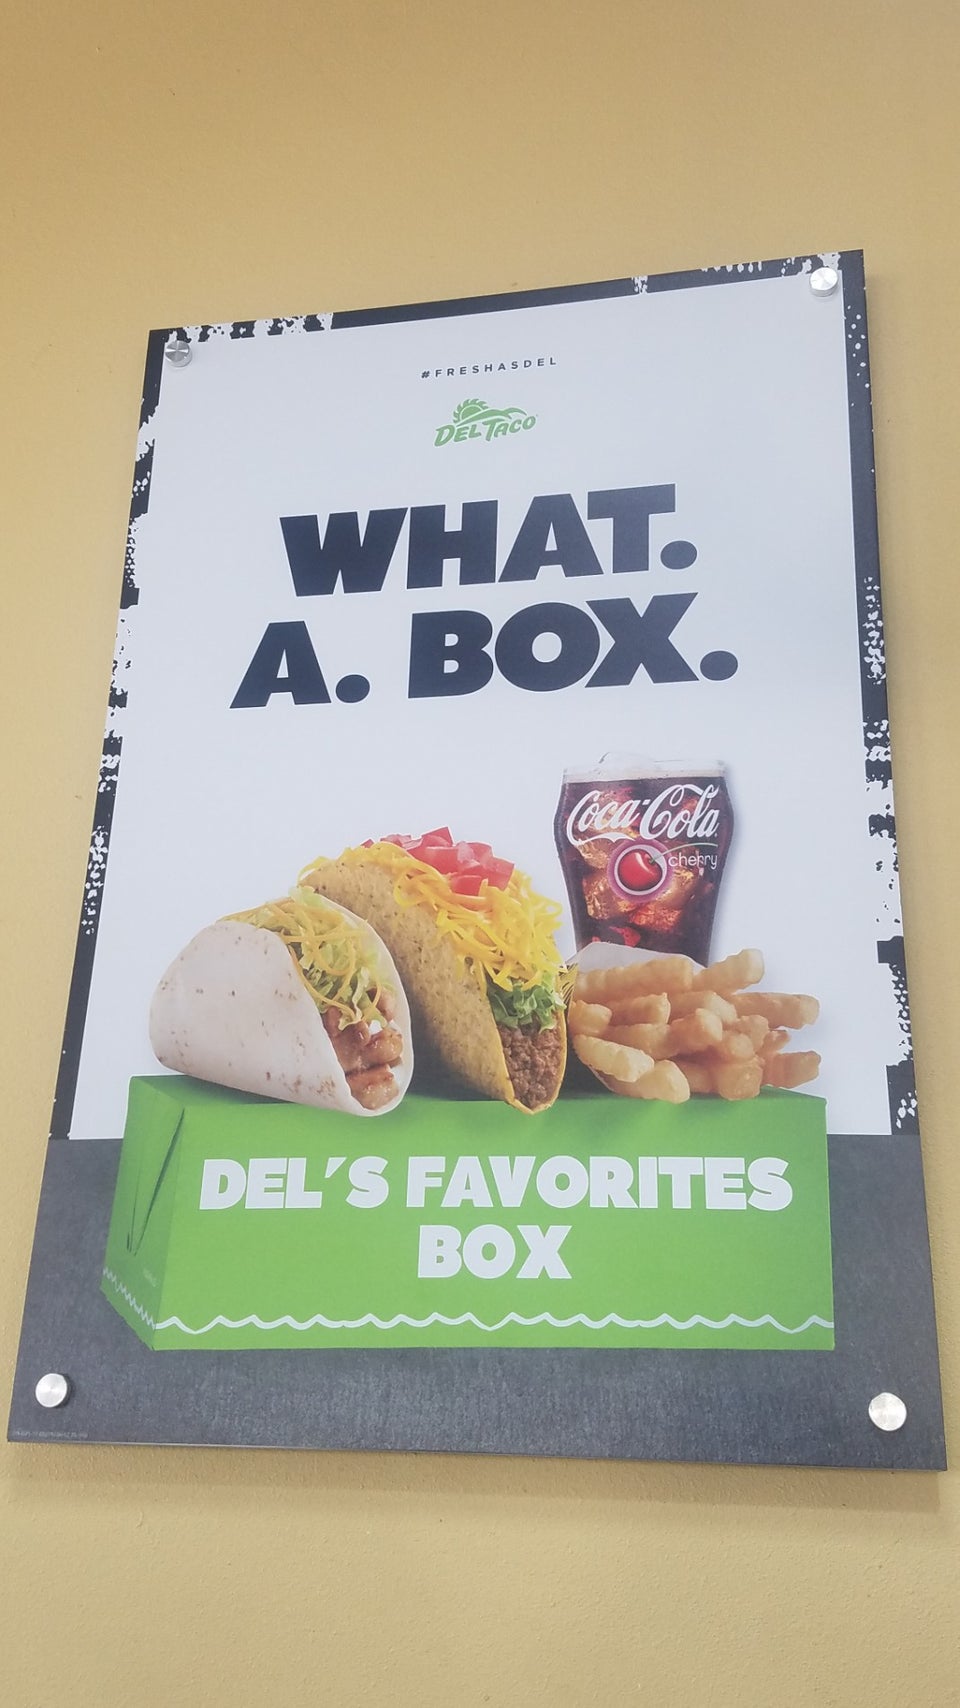 #FRESHASDEL
DEL TACO
WHAT.
A. BOX.
Coca-Cola
cherry
DEL'S FAVORITES
BOX